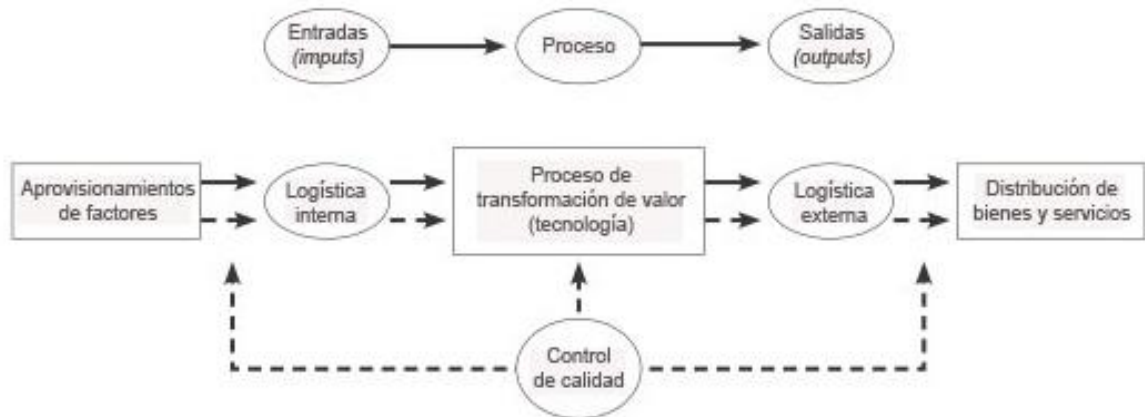 Entradas
(imputs)
Proceso
Salidas
(outputs)
Aprovisionamientos
de factores
Logística
interna
Proceso de
transformación de valor
(tecnología)
Logística
externa
Distribución de
bienes y servicios
Control
de calidad